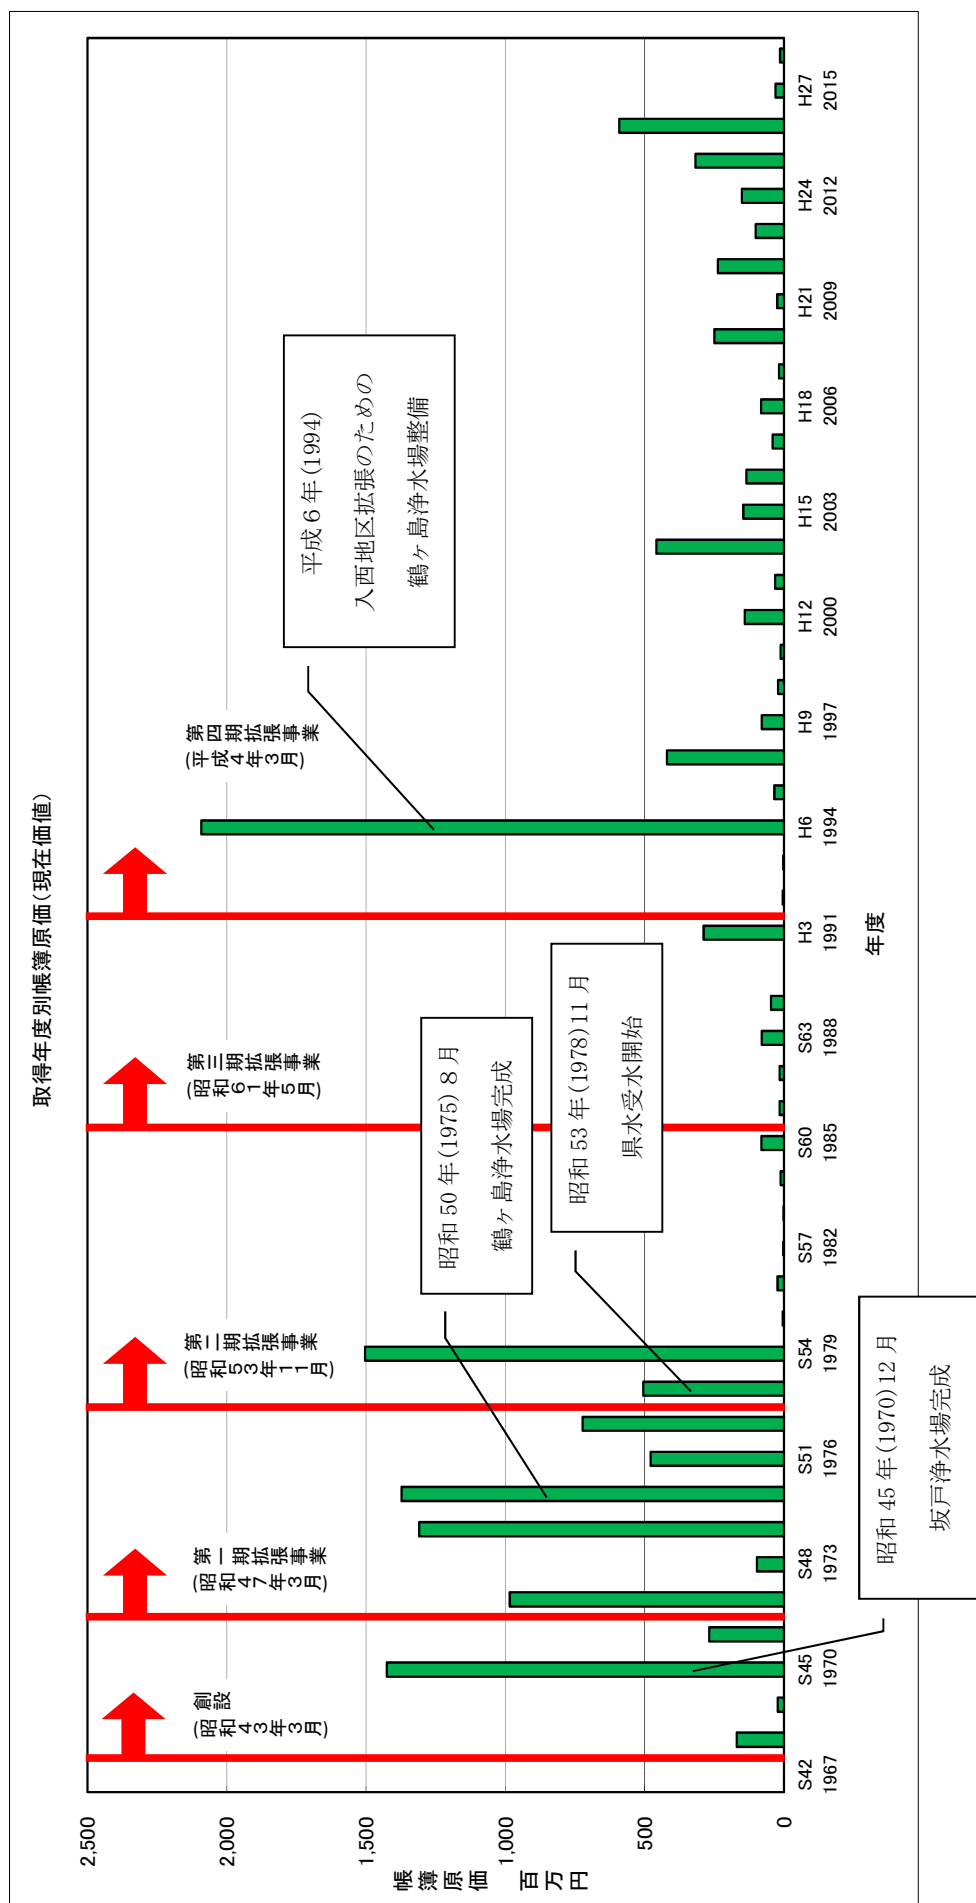 取得年度別帳簿原価(現在価値)
帳簿原価　百万円
2,500
2,000
1,500
1,000
500
0
創設
(昭和43年3月)
第一期拡張事業
(昭和47年3月)
第二期拡張事業
(昭和53年11月)
第三期拡張事業
(昭和61年5月)
第四期拡張事業
(平成4年3月)
昭和 45 年(1970)12 月
坂戸浄水場完成
昭和 50 年(1975) 8 月
鶴ヶ島浄水場完成
昭和 53 年(1978)11 月
県水受水開始
平成 6 年(1994)
入西地区拡張のための
鶴ヶ島浄水場整備
S42 S45 S48 S51 S54 S57 S60 S63 H3 H6 H9 H12 H15 H18 H21 H24 H27
1967 1970 1973 1976 1979 1982 1985 1988 1991 1994 1997 2000 2003 2006 2009 2012 2015
年度